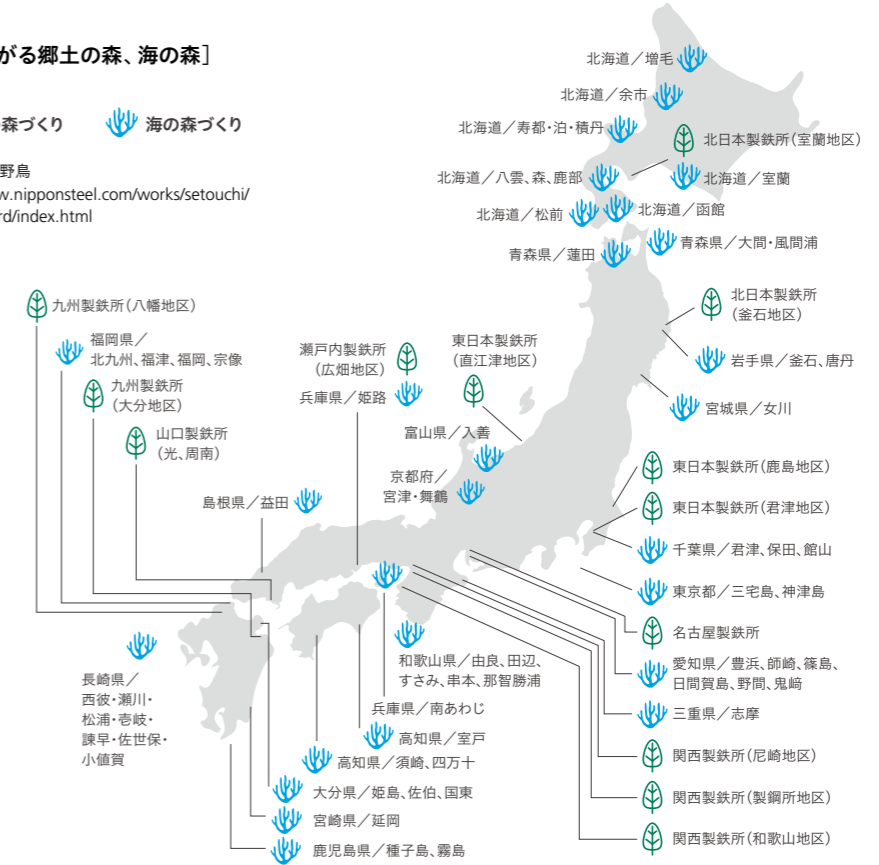 がる郷土の森、海の森］
森づくり
海の森づくり
野鳥
w.nipponsteel.com/works/setouchi/
rd/index.html
北海道／増毛
北海道／余市
北海道／寿都・泊・積丹
北日本製鉄所（室蘭地区）
北海道／八雲、森、鹿部
北海道／室蘭
北海道／松前
北海道／函館
青森県／大間・風間浦
青森県／蓬田
北日本製鉄所
（釜石地区）
岩手県／釜石、唐丹
宮城県／女川
九州製鉄所（八幡地区）
福岡県／
北九州、福津、福岡、宗像
九州製鉄所
（大分地区）
山口製鉄所
（光、周南）
瀬戸内製鉄所
（広畑地区）
兵庫県／姫路
東日本製鉄所
（直江津地区）
富山県／入善
京都府／
宮津・舞鶴
島根県／益田
東日本製鉄所（鹿島地区）
東日本製鉄所（君津地区）
千葉県／君津、保田、館山
東京都／三宅島、神津島
名古屋製鉄所
愛知県／豊浜、師崎、篠島、
日間賀島、野間、鬼﨑
三重県／志摩
関西製鉄所（尼崎地区）
関西製鉄所（製鋼所地区）
関西製鉄所（和歌山地区）
和歌山県／由良、田辺、
すさみ、串本、那智勝浦
兵庫県／南あわじ
高知県／室戸
高知県／須崎、四万十
大分県／姫島、佐伯、国東
宮崎県／延岡
鹿児島県／種子島、霧島
長崎県／
西彼・瀬川・
松浦・壱岐・
諫早・佐世保・
小値賀